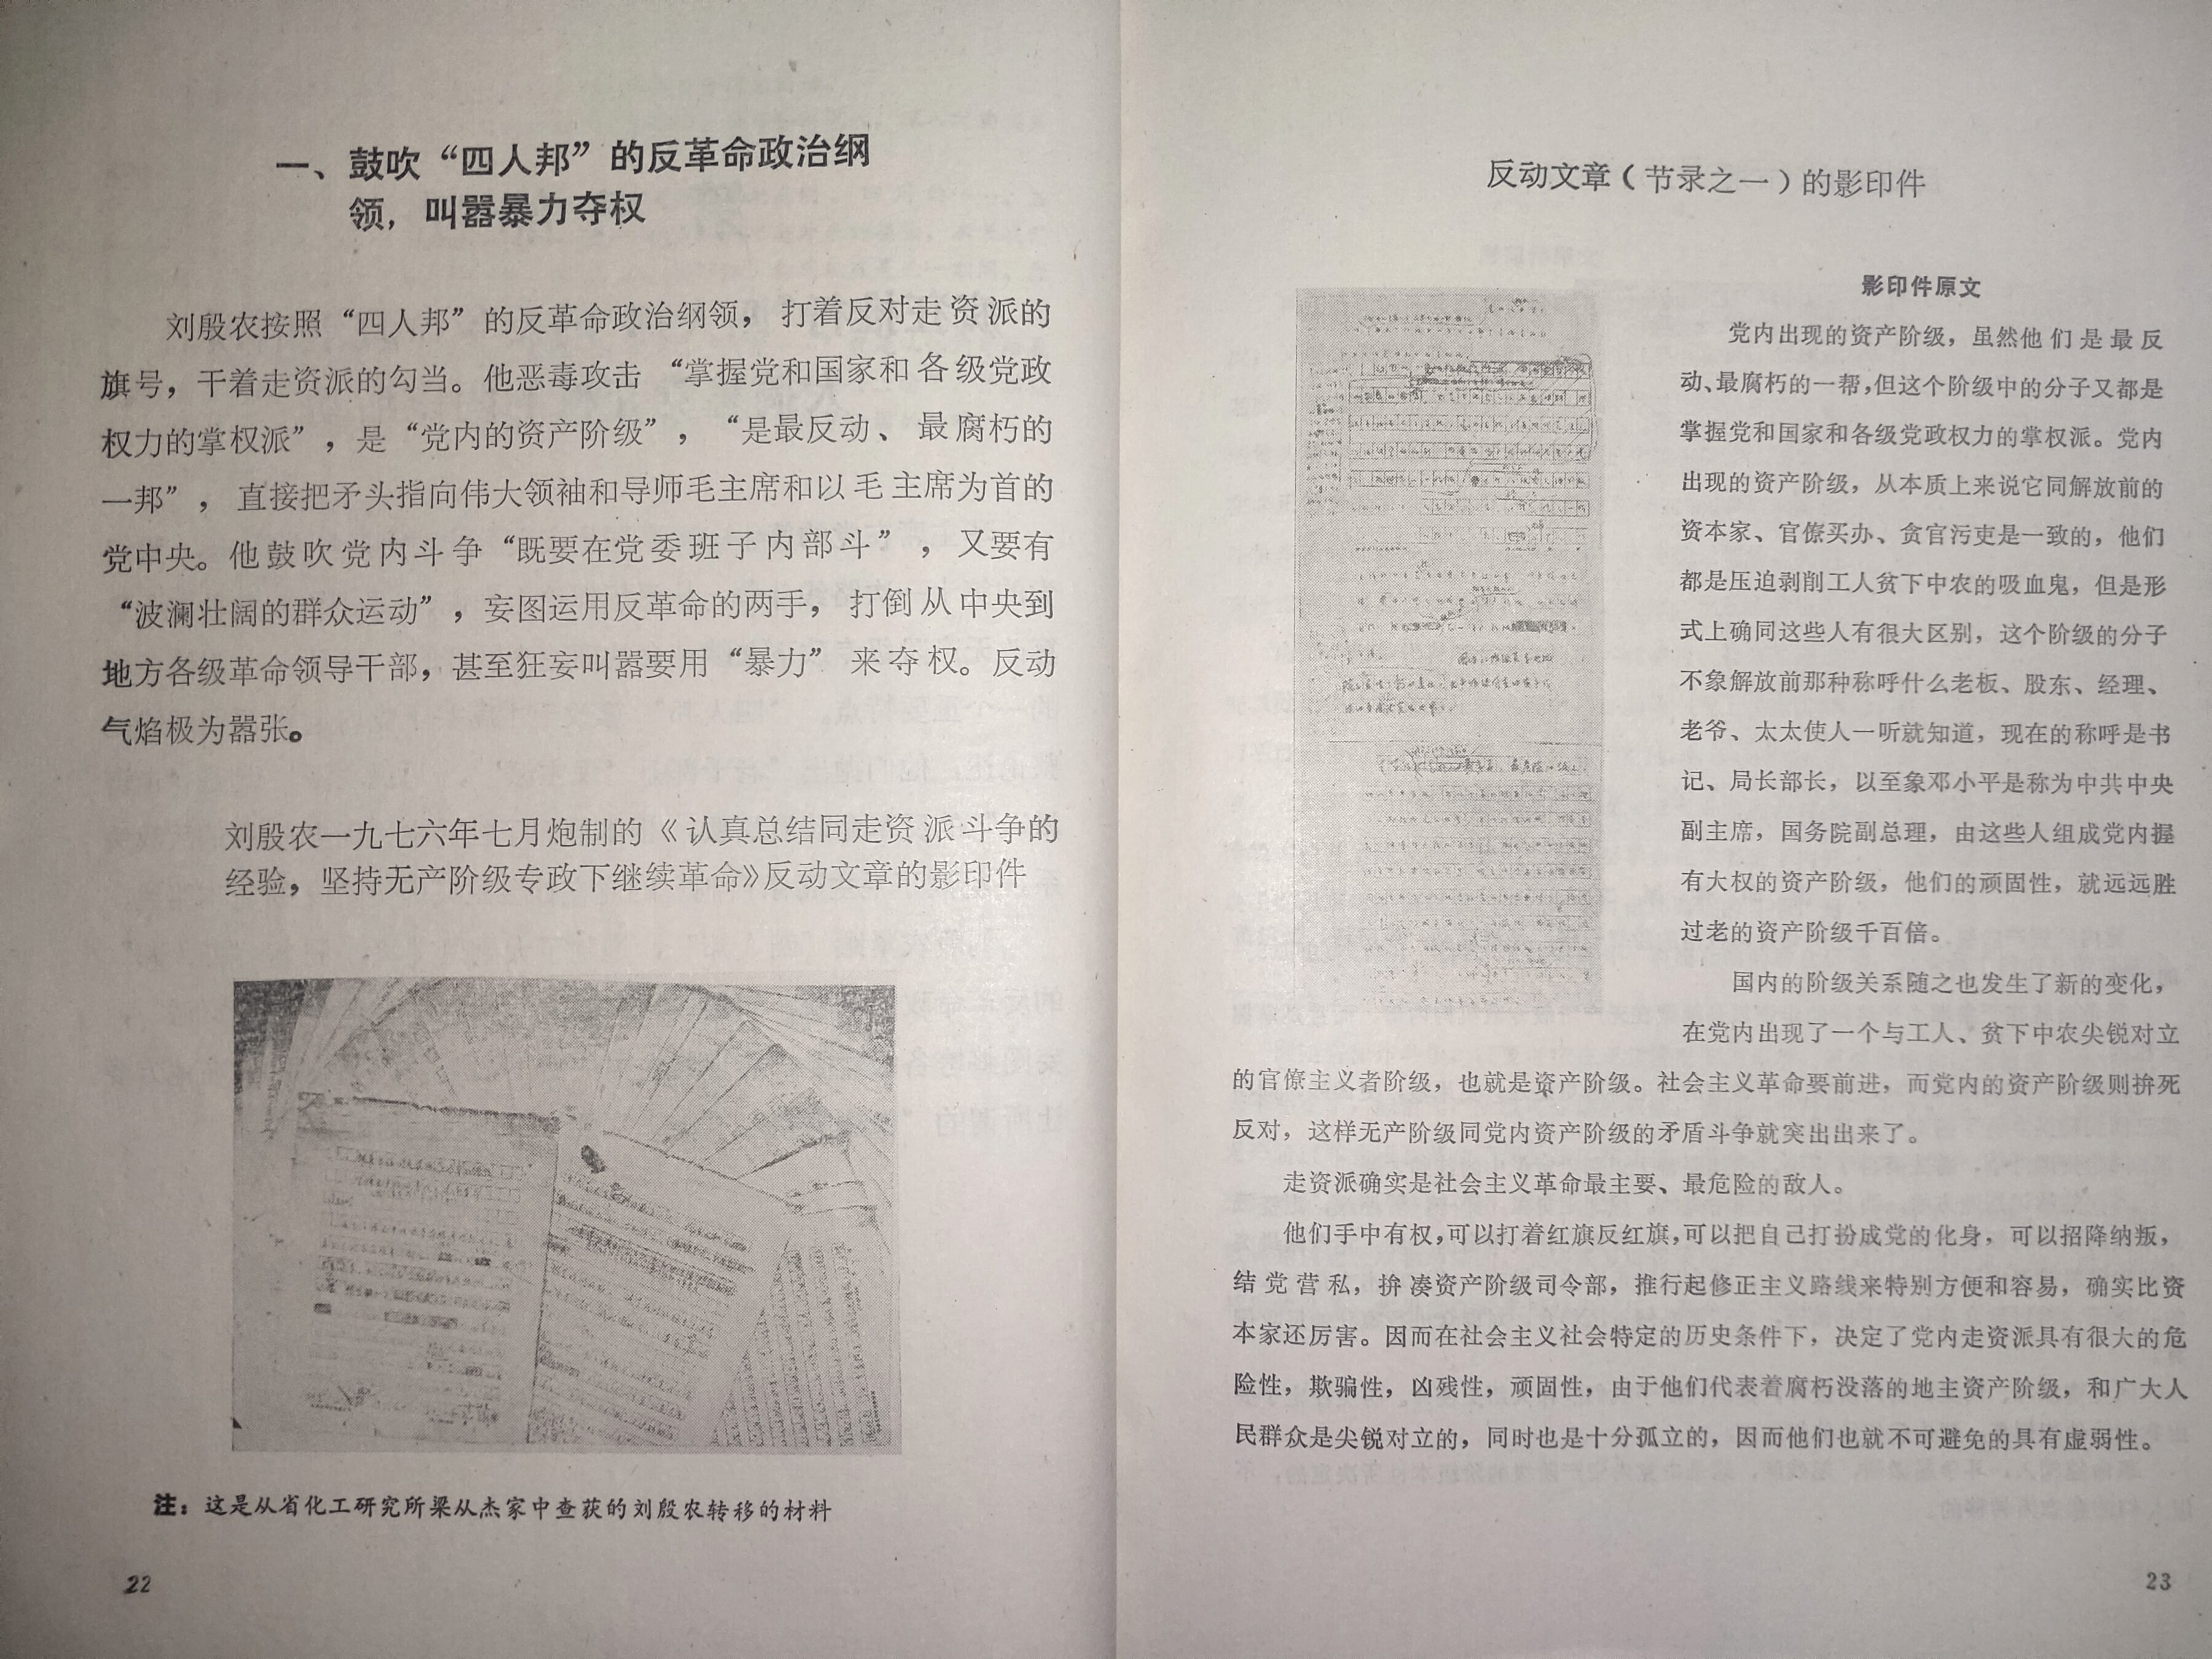 一、鼓吹“四人邦”的反革命政治纲
领，叫嚣暴力夺权
刘殷农按照“四人邦”的反革命政治纲领，打着反对走资派的
旗号，干着走资派的勾当。他恶毒攻击“掌握党和国家和各级党政
权力的掌权派”，是“党内的资产阶级”，“是最反动、最腐朽的
一邦”，直接把矛头指向伟大领袖和导师毛主席和以毛主席为首的
党中央。他鼓吹党内斗争“既要在党委班子内部斗”，又要有
“波澜壮阔的群众运动”，妄图运用反革命的两手，打倒从中央到
地方各级革命领导干部，甚至狂妄叫嚣要用“暴力”来夺权。反动
气焰极为嚣张。
刘殷农一九七六年七月炮制的《认真总结同走资派斗争的
经验，坚持无产阶级专政下继续革命》反动文章的影印件
注：这是从省化工研究所梁从杰家中查获的刘殷农转移的材料
22
反动文章（节录之一）的影印件
影印件原文
党内出现的资产阶级，虽然他们是最反
动、最腐朽的一帮，但这个阶级中的分子又都是
掌握党和国家和各级党政权力的掌权派。党内
出现的资产阶级，从本质上来说它同解放前的
资本家、官僚买办、贪官污吏是一致的，他们
都是压迫剥削工人贫下中农的吸血鬼，但是形
式上确同这些人有很大区别，这个阶级的分子
不象解放前那种称呼什么老板、股东、经理、
老爷、太太使人一听就知道，现在的称呼是书
记、局长部长，以至象邓小平是称为中共中央
副主席，国务院副总理，由这些人组成党内握
有大权的资产阶级，他们的顽固性，就远远胜
过老的资产阶级千百倍。
国内的阶级关系随之也发生了新的变化，
在党内出现了一个与工人、贫下中农尖锐对立
的官僚主义者阶级，也就是资产阶级。社会主义革命要前进，而党内的资产阶级则拚死
反对，这样无产阶级同党内资产阶级的矛盾斗争就突出出来了。
走资派确实是社会主义革命最主要、最危险的敌人。
他们手中有权，可以打着红旗反红旗，可以把自己打扮成党的化身，可以招降纳叛，
结党营私，拚凑资产阶级司令部，推行起修正主义路线来特别方便和容易，确实比资
本家还厉害。因而在社会主义社会特定的历史条件下，决定了党内走资派具有很大的危
险性，欺骗性，凶残性，顽固性，由于他们代表着腐朽没落的地主资产阶级，和广大人
民群众是尖锐对立的，同时也是十分孤立的，因而他们也就不可避免的具有虚弱性。
23